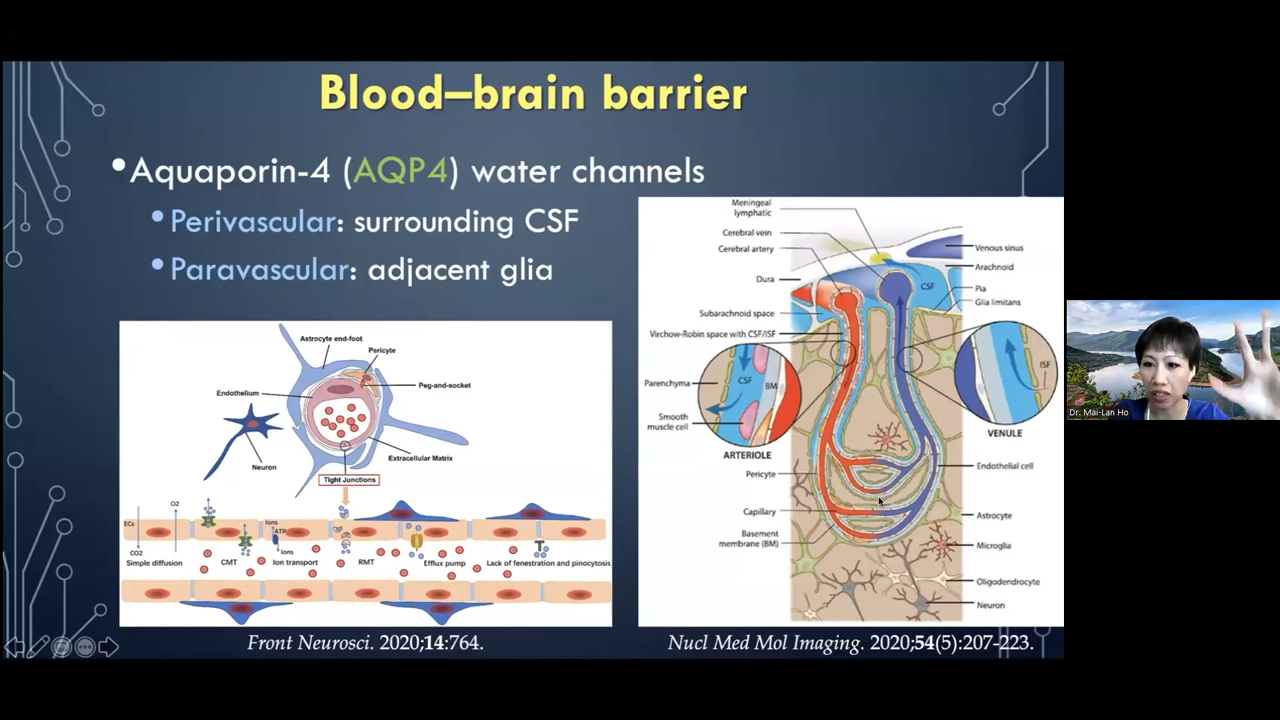 Blood–brain barrier
•Aquaporin-4 (AQP4) water channels
•Perivascular: surrounding CSF
•Paravascular: adjacent glia
Astrocyte end-foot
Pericyte
Peg-and-socket
Endothelium
Neuron
Extracellular Matrix
Tight Junctions
ECs
O2
CO2
Ions
ATP
Ions
Simple diffusion
CMT
Ion transport
RMT
Efflux pump
Lack of fenestration and pinocytosis
Front Neurosci. 2020;14:764.
Meningeal
lymphatic
Cerebral vein
Cerebral artery
Dura
Subarachnoid space
Virchow-Robin space with CSF/ISF
Parenchyma
Smooth
muscle cell
CSF
BM
ARTERIOLE
Pericyte
Capillary
Basement
membrane (BM)
CSF
Venous sinus
Arachnoid
Pia
Glia limitans
ISF
VENULE
Endothelial cell
Astrocyte
Microglia
Oligodendrocyte
Neuron
Nucl Med Mol Imaging. 2020;54(5):207-223.
Dr. Mai-Lan Ho